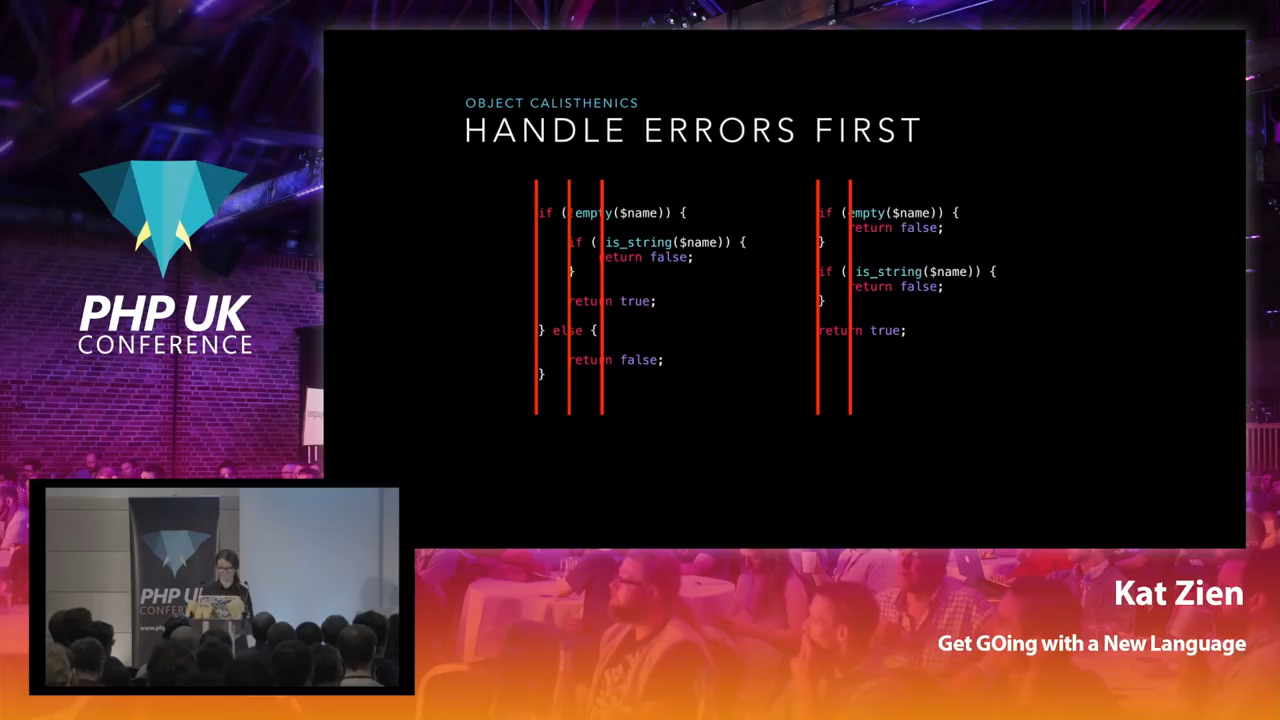 OBJECT CALISTHENICS
HANDLE ERRORS FIRST
if (!empty($name)) {
if (!is_string($name)) {
return false;
}
return true;
} else {
return false;
}
if (empty($name)) {
return false;
}
if (!is_string($name)) {
return false;
}
return true;
PHP UK
CONFERENCE
PHP UK
Kat Zien
Get GOing with a New Language